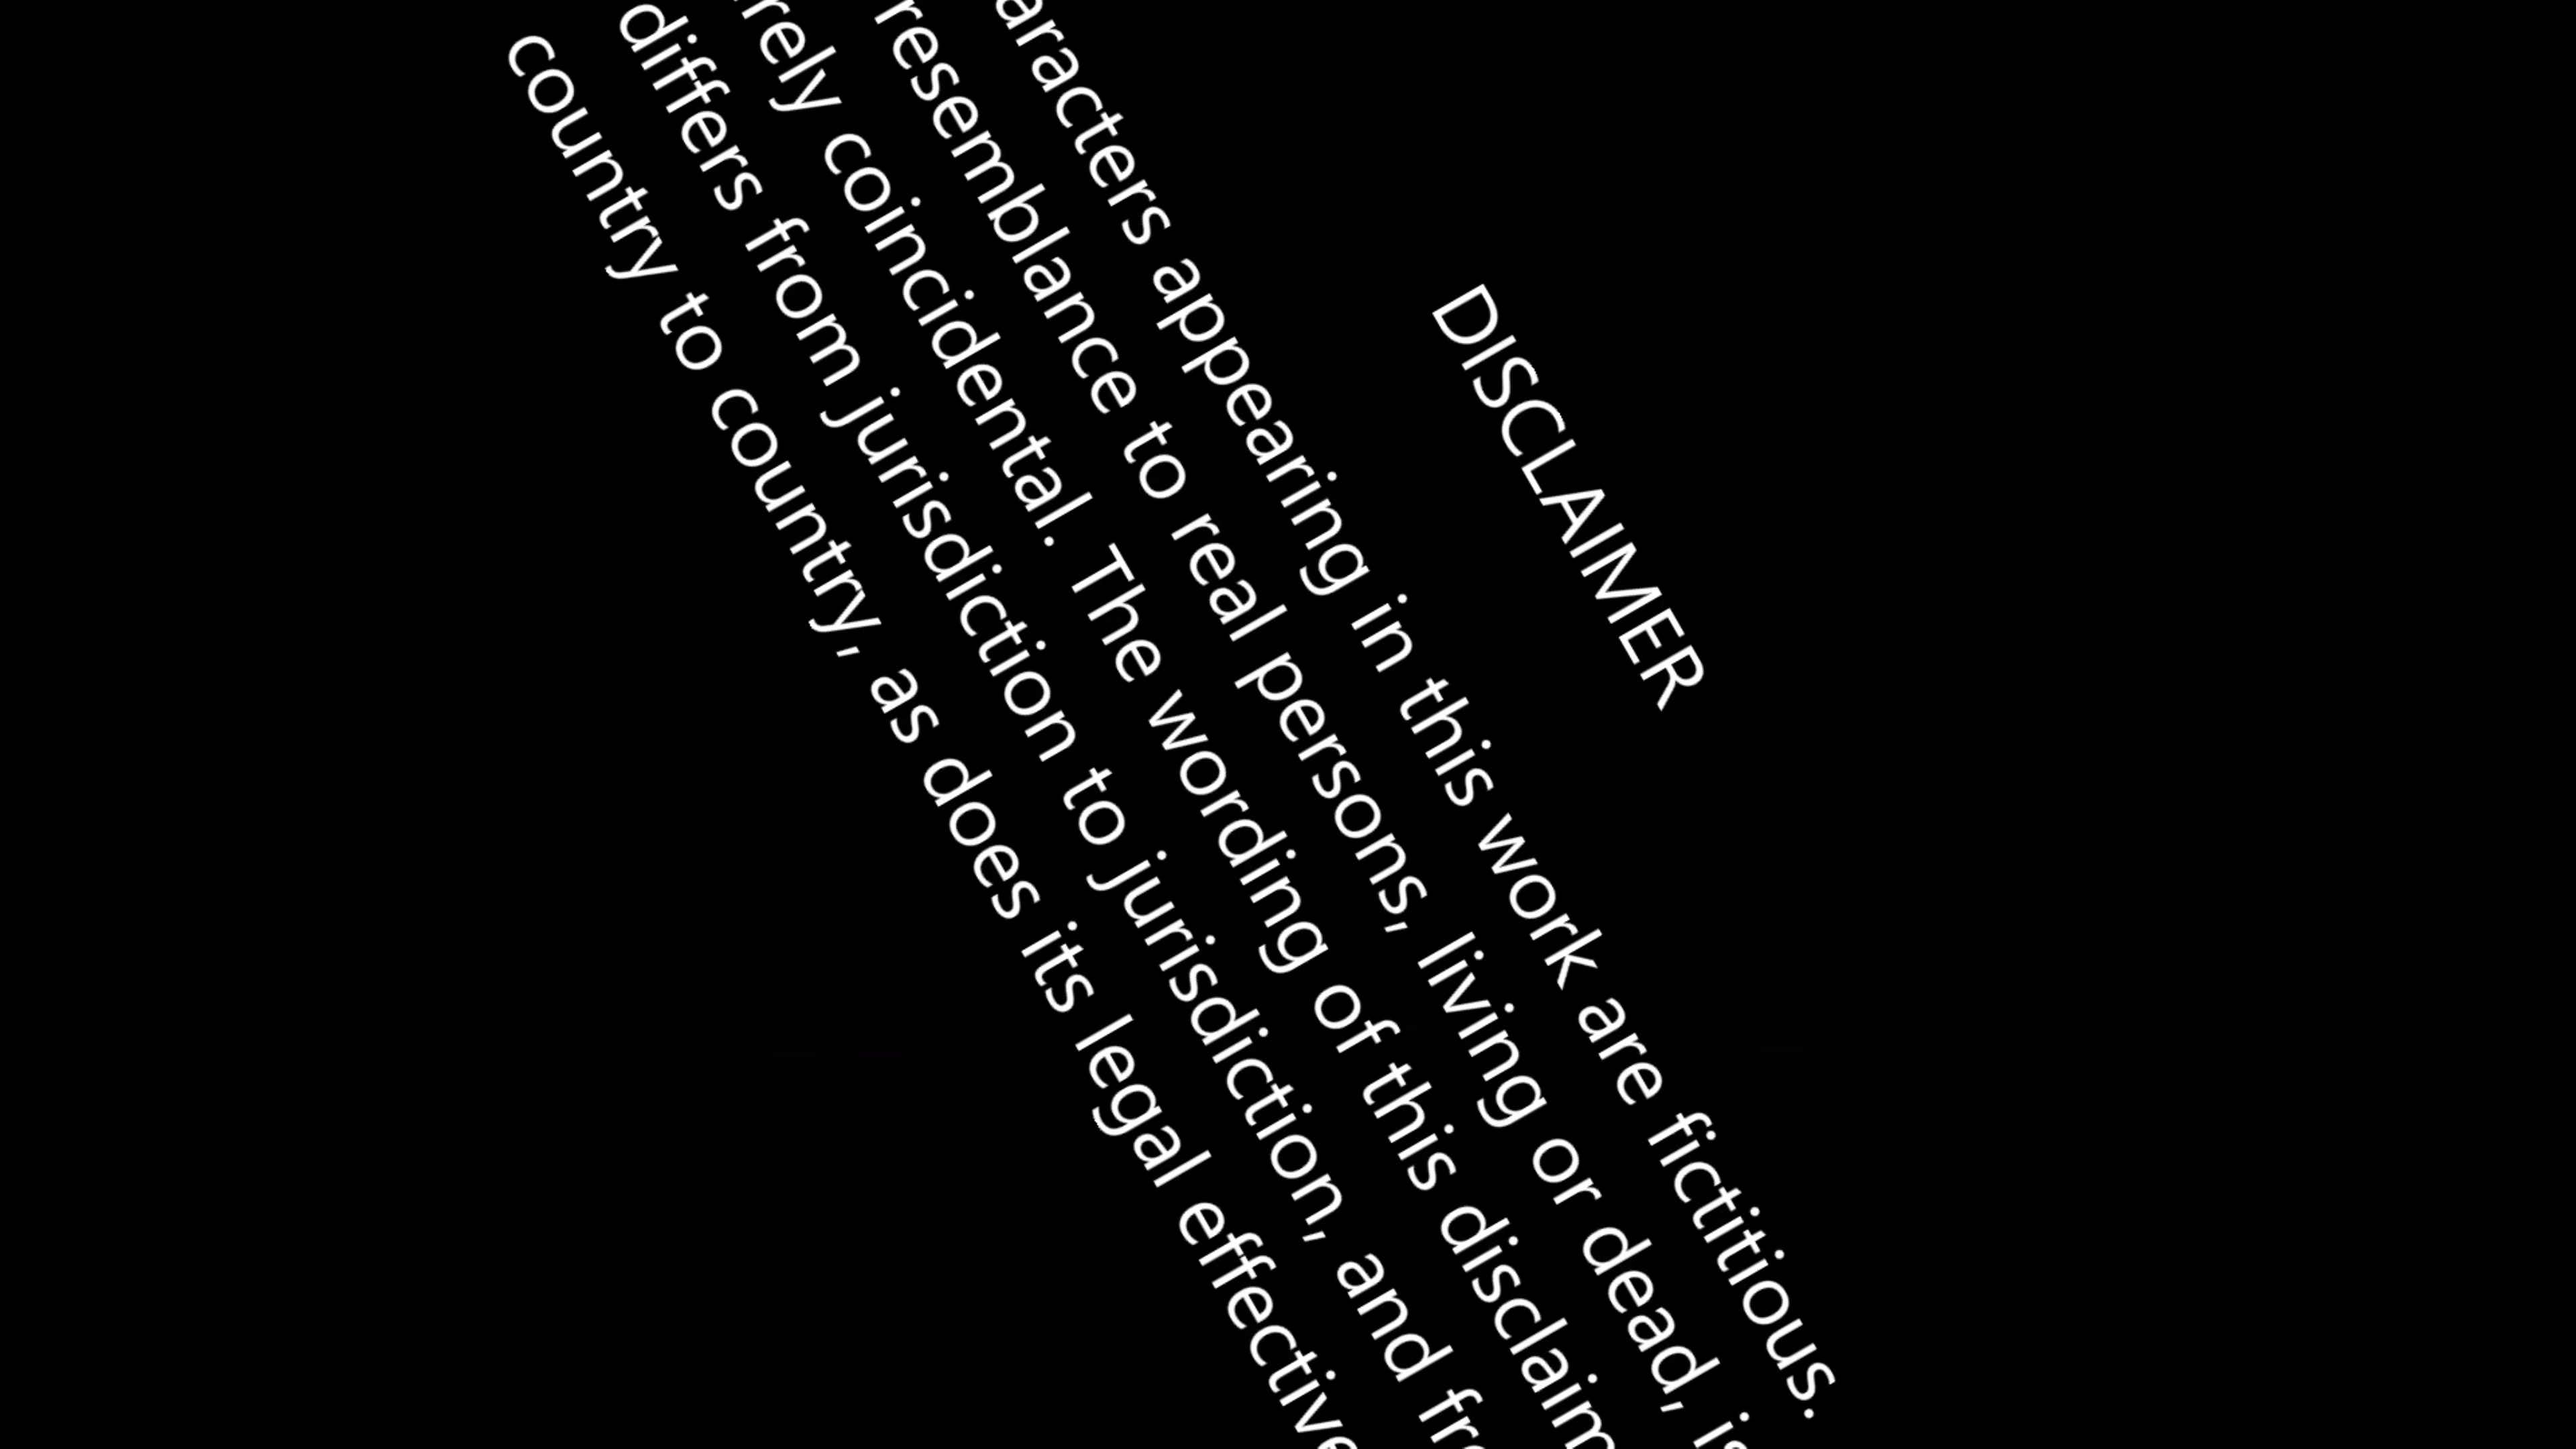 DISCLAIMER
aracters appearing in this work are fictitious.
resemblance to real persons, living or dead, is
rely coincidental. The wording of this disclaim
differs from jurisdiction to jurisdiction, and fr
country to country, as does its legal effective